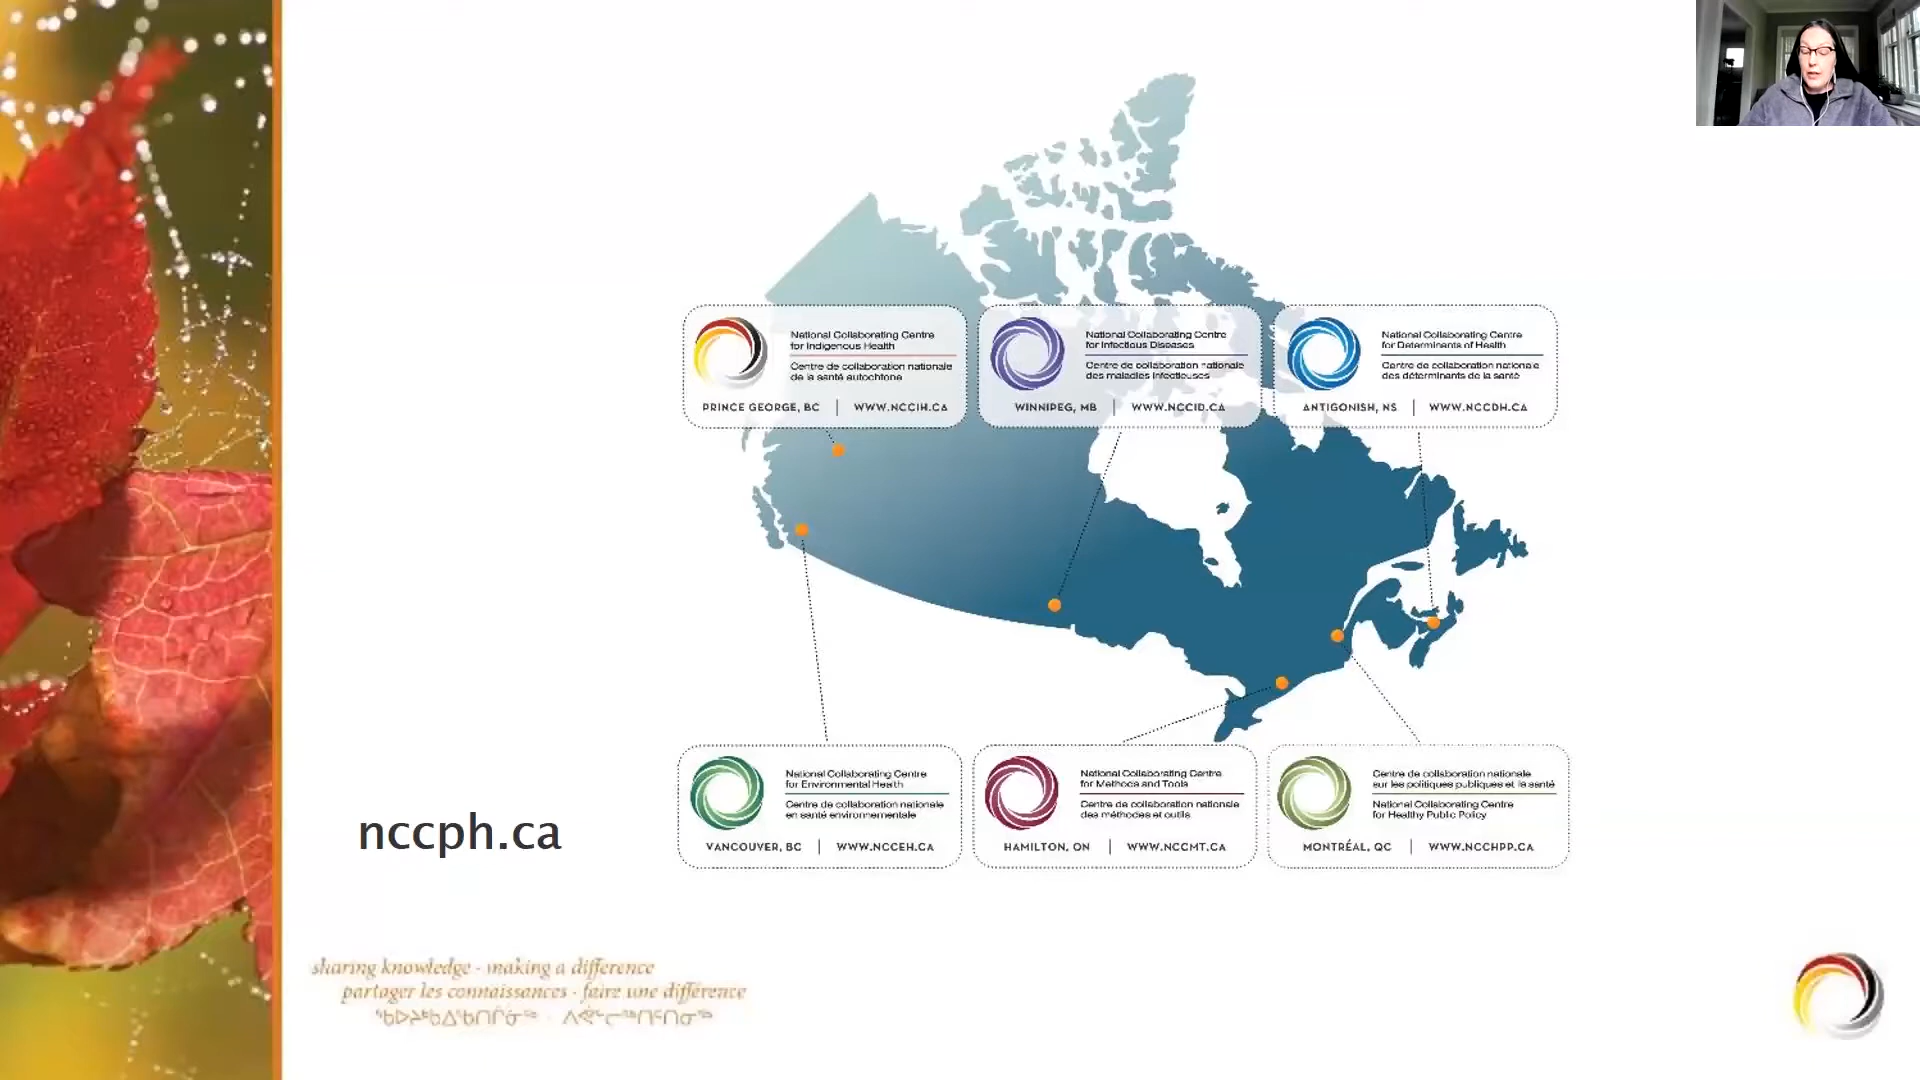 National Collaborating Centre
for Indigenous Health
Centre de collaboration nationale
de la santé autochtone
PRINCE GEORGE, BC | WWW.NCCIH.CA
National Collaborating Centre
for Infectious Diseases
Centre de collaboration nationale
des maladies infectieuses
WINNIPEG, MB | WWW.NCCID.CA
National Collaborating Centre
for Determinants of Health
Centre de collaboration nationale
des déterminants de la santé
ANTIGONISH, NS | WWW.NCCDH.CA
National Collaborating Centre
for Environmental Health
Centre de collaboration nationale
en santé environnementale
VANCOUVER, BC | WWW.NCCEH.CA
National Collaborating Centre
for Methods and Tools
Centre de collaboration nationale
des méthodes et outils
HAMILTON, ON | WWW.NCCMT.CA
Centre de collaboration nationale
sur les politiques publiques et la santé
National Collaborating Centre
for Healthy Public Policy
MONTRÉAL, QC | WWW.NCCHPP.CA
nccph.ca
sharing knowledge · making a difference
partager les connaissances · faire une différence